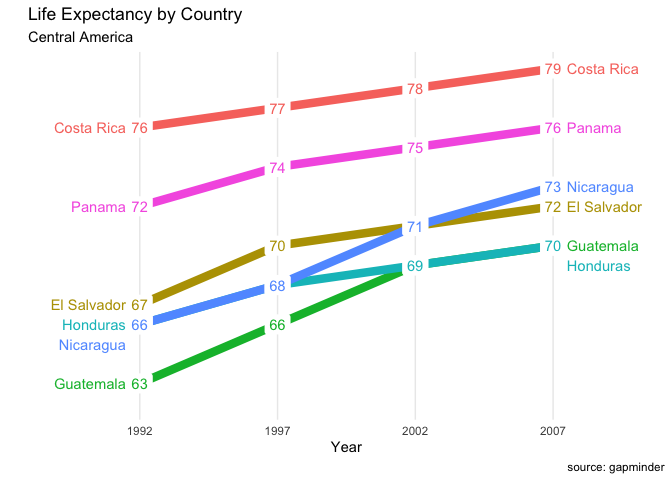 Life Expectancy by Country
Central America
79 Costa Rica
78
77
Costa Rica 76
76 Panama
75
74
73 Nicaragua
Panama 72
72 El Salvador
71
70
70 Guatemala
Honduras
69
68
El Salvador 67
Honduras 66
66
Nicaragua
Guatemala 63
1992 1997 2002 2007
Year
source: gapminder